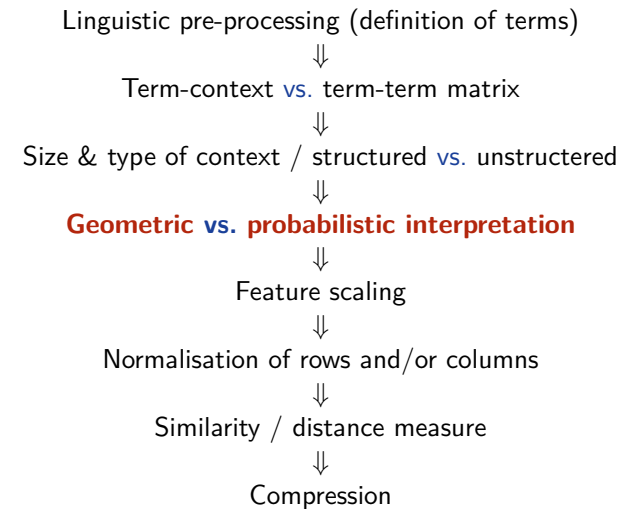 Linguistic pre-processing (definition of terms)
⇓
Term-context vs. term-term matrix
⇓
Size & type of context / structured vs. unstructered
⇓
Geometric vs. probabilistic interpretation
⇓
Feature scaling
⇓
Normalisation of rows and/or columns
⇓
Similarity / distance measure
⇓
Compression